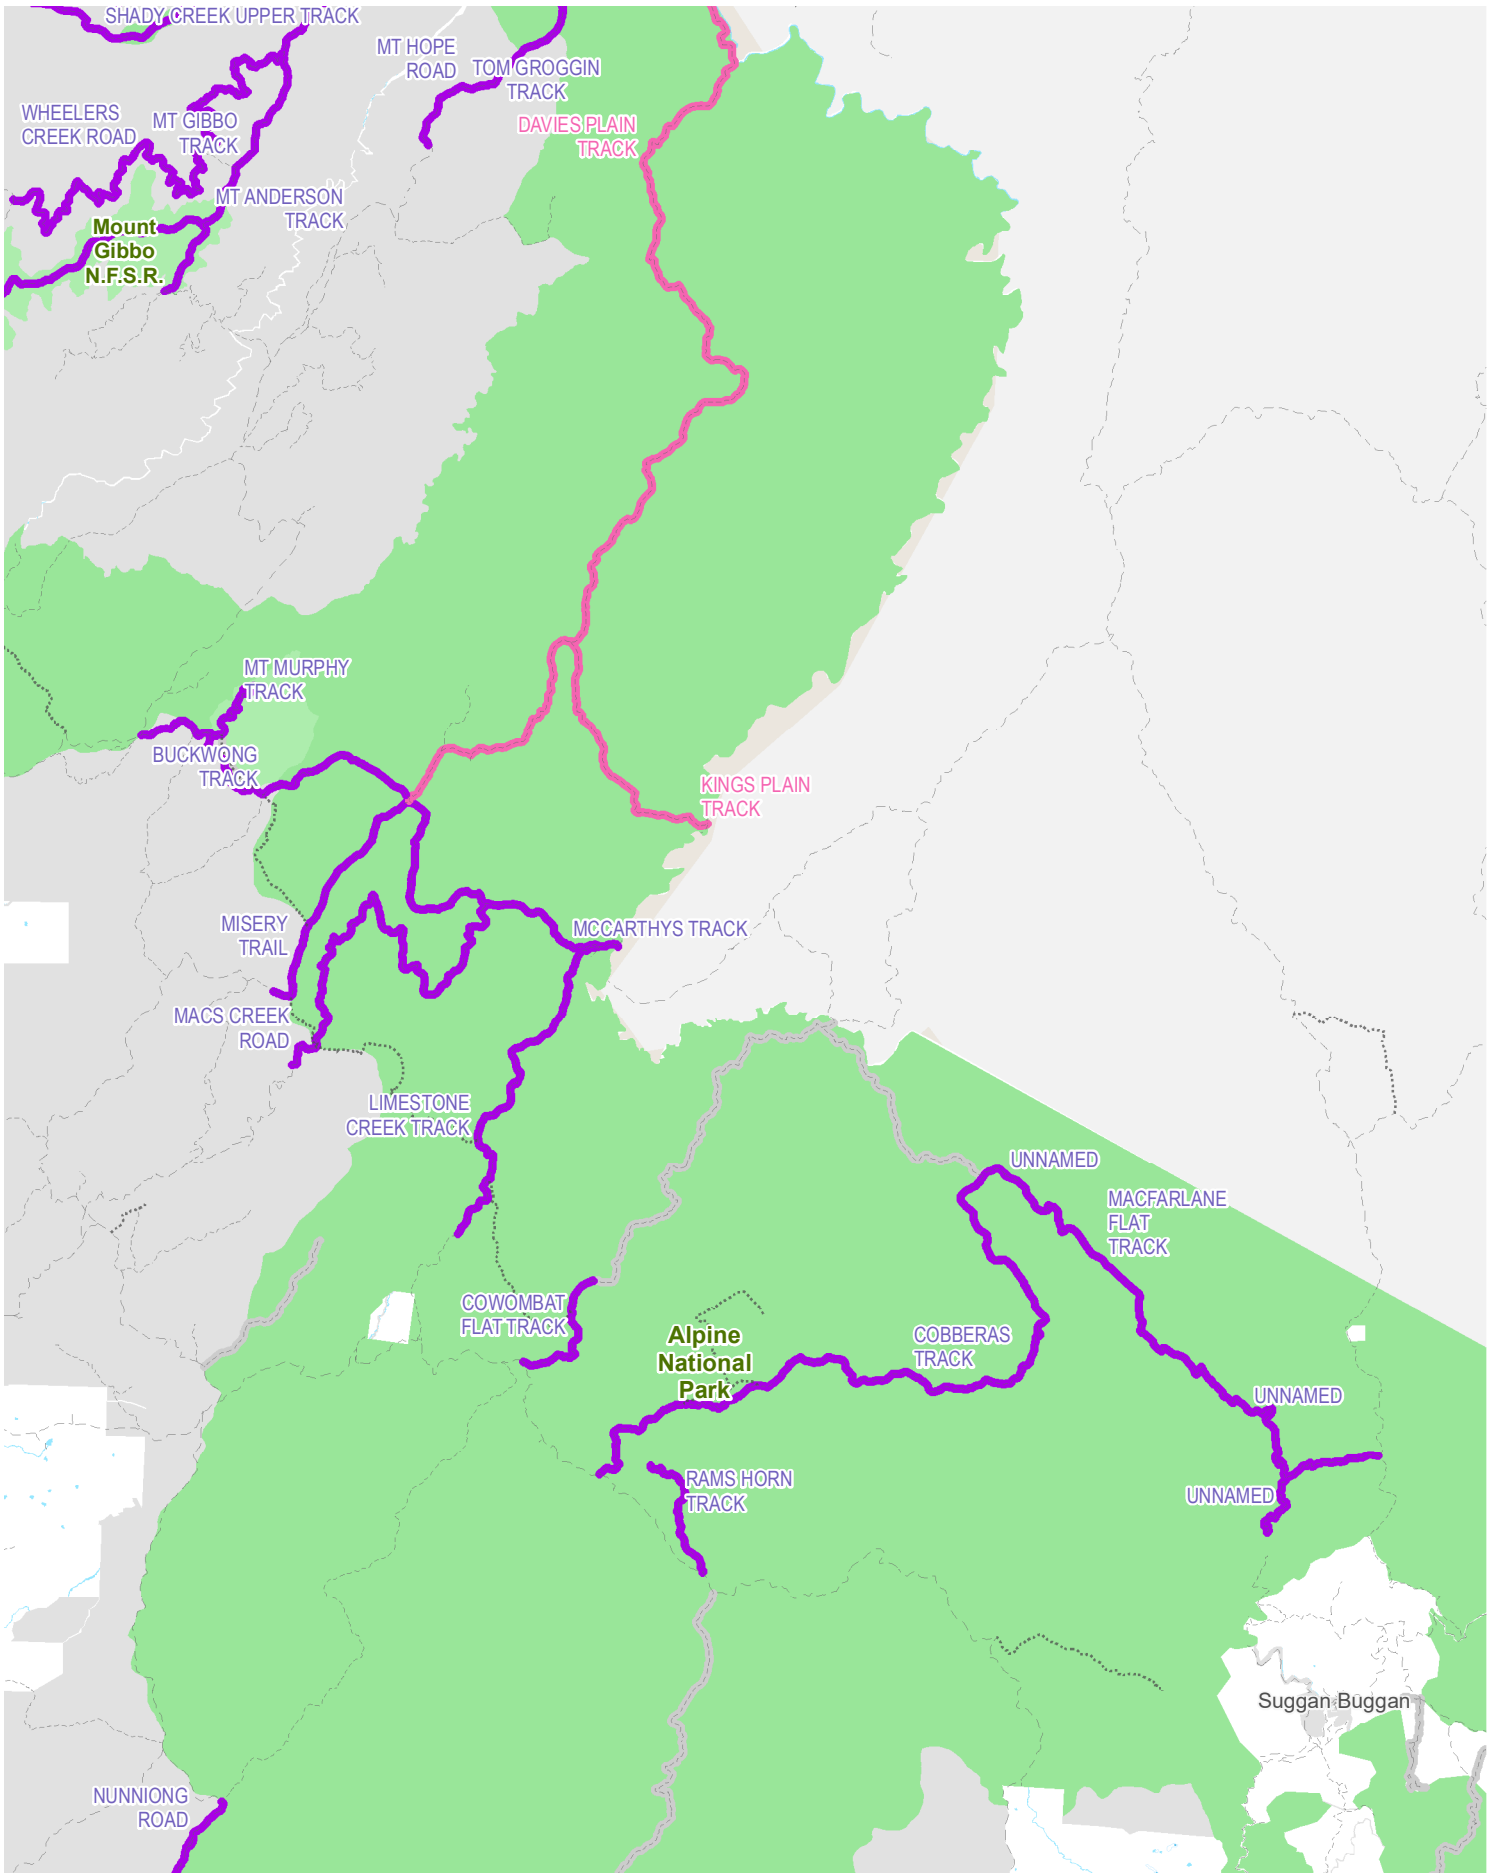 SHADY CREEK UPPER TRACK
MT HOPE
ROAD
TOM GROGGIN
TRACK
WHEELERS
CREEK ROAD
MT GIBBO
TRACK
DAVIES PLAIN
TRACK
MT ANDERSON
TRACK
Mount
Gibbo
N.F.S.R.
MT MURPHY
TRACK
BUCKWONG
TRACK
KINGS PLAIN
TRACK
MISERY
TRAIL
MCCARTHYS TRACK
MACS CREEK
ROAD
LIMESTONE
CREEK TRACK
UNNAMED
MACFARLANE
FLAT
TRACK
COWOMBAT
FLAT TRACK
Alpine
National
Park
COBBERAS
TRACK
UNNAMED
RAMS HORN
TRACK
UNNAMED
Suggan Buggan
NUNNIONG
ROAD